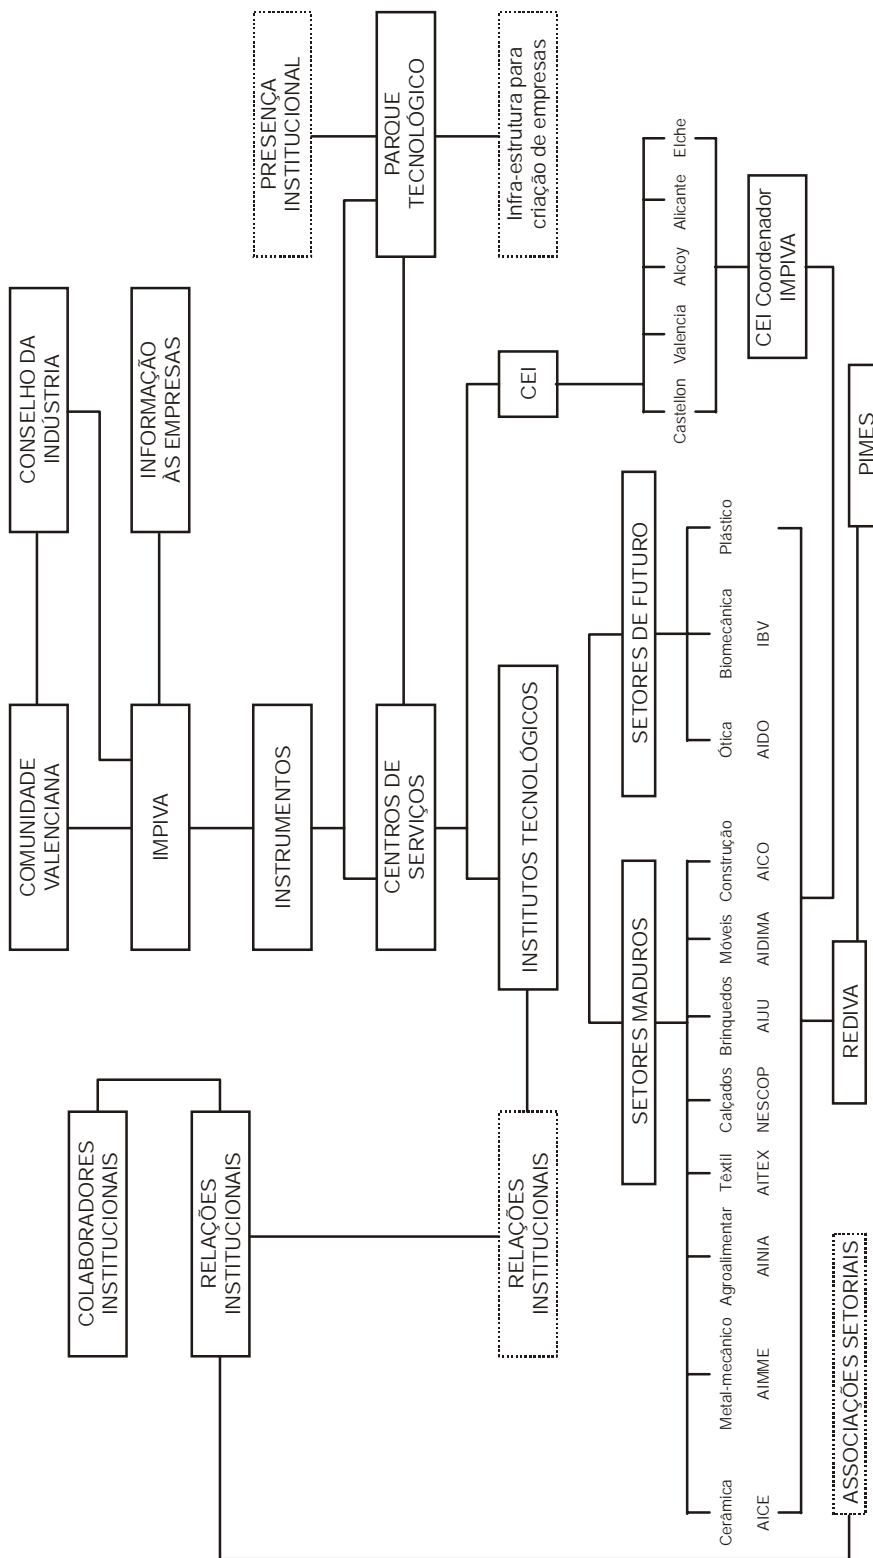 COMUNIDADE
VALENCIANA
CONSELHO DA
INDÚSTRIA
COLABORADORES
INSTITUCIONAIS
IMPIVA
INFORMAÇÃO
ÀS EMPRESAS
RELAÇÕES
INSTITUCIONAIS
INSTRUMENTOS
PRESENÇA
INSTITUCIONAL
CENTROS DE
SERVIÇOS
PARQUE
TECNOLÓGICO
RELAÇÕES
INSTITUCIONAIS
INSTITUTOS TECNOLÓGICOS
CEI
Infra-estrutura para
criação de empresas
SETORES MADUROS
SETORES DE FUTURO
Castellon Valencia Alcoy Alicante Elche
Cerâmica Metal-mecânico Agroalimentar Têxtil Calçados Brinquedos Móveis Construção Ótica Biomecânica Plástico
AICE AIMME AINIA AITEX NESCOP AIJU AIDIMA AICO AIDO IBV
CEI Coordenador
IMPIVA
ASSOCIAÇÕES SETORIAIS
REDIVA
PIMES